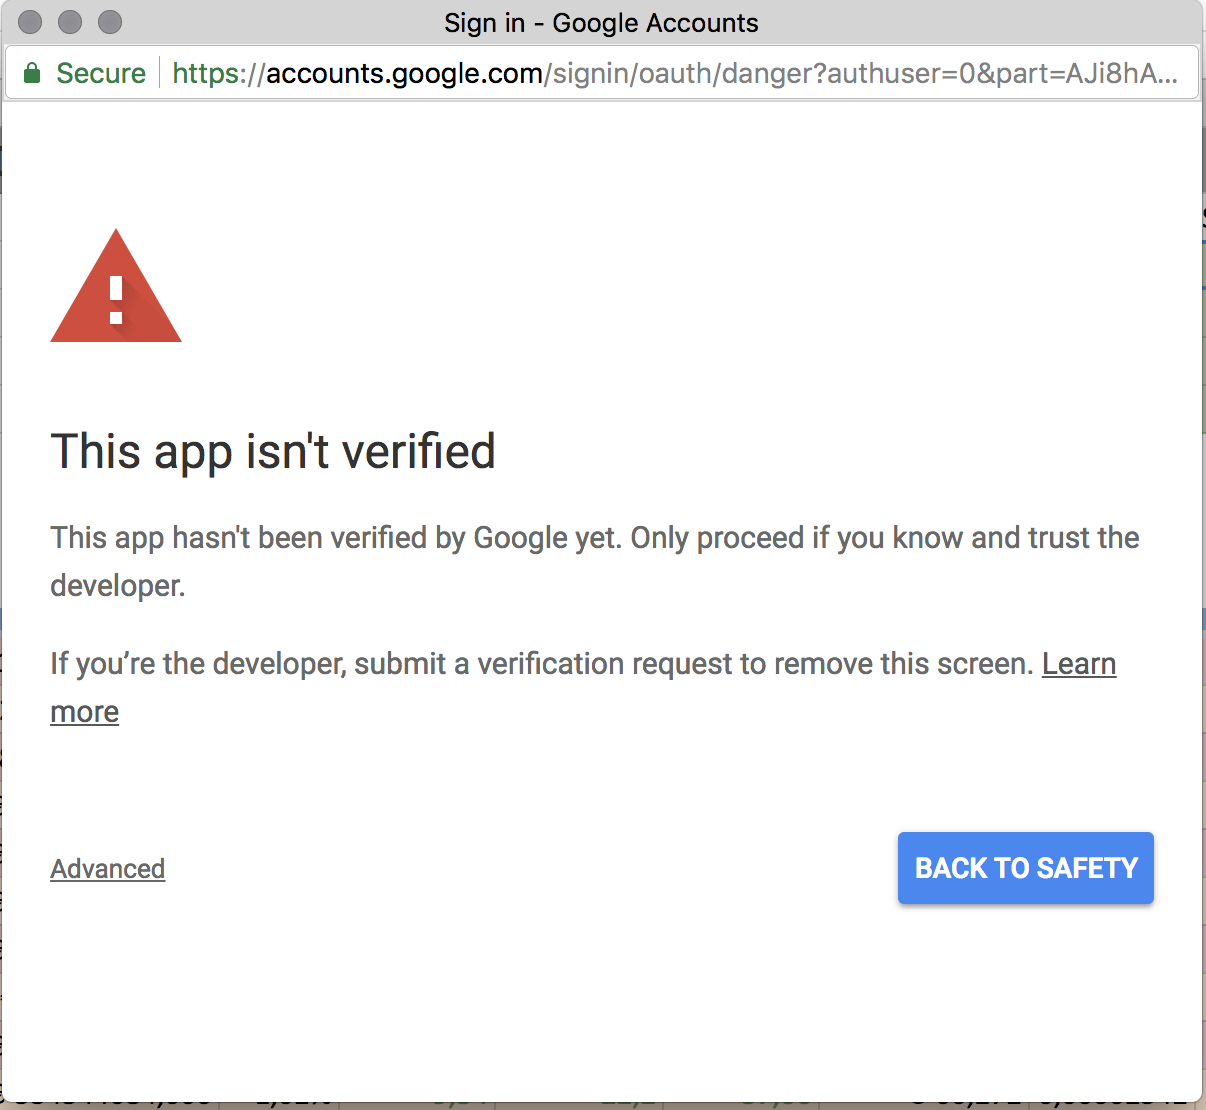 Sign in - Google Accounts
Secure https://accounts.google.com/signin/oauth/danger?authuser=0&part=AJi8hA...
This app isn't verified
This app hasn't been verified by Google yet. Only proceed if you know and trust the
developer.
If you’re the developer, submit a verification request to remove this screen. Learn
more
Advanced
BACK TO SAFETY